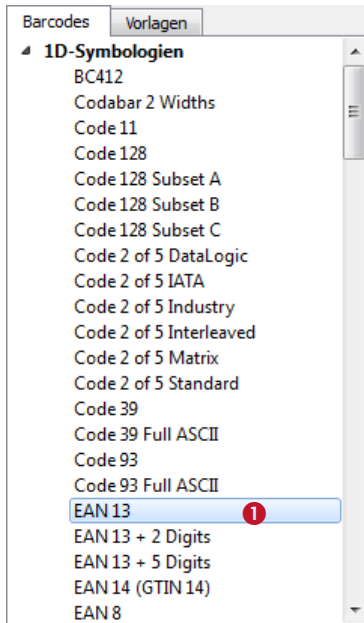 Barcodes Vorlagen
1D-Symbologien
BC412
Codabar 2 Widths
Code 11
Code 128
Code 128 Subset A
Code 128 Subset B
Code 128 Subset C
Code 2 of 5 DataLogic
Code 2 of 5 IATA
Code 2 of 5 Industry
Code 2 of 5 Interleaved
Code 2 of 5 Matrix
Code 2 of 5 Standard
Code 39
Code 39 Full ASCII
Code 93
Code 93 Full ASCII
EAN 13 1
EAN 13 + 2 Digits
EAN 13 + 5 Digits
EAN 14 (GTIN 14)
EAN 8